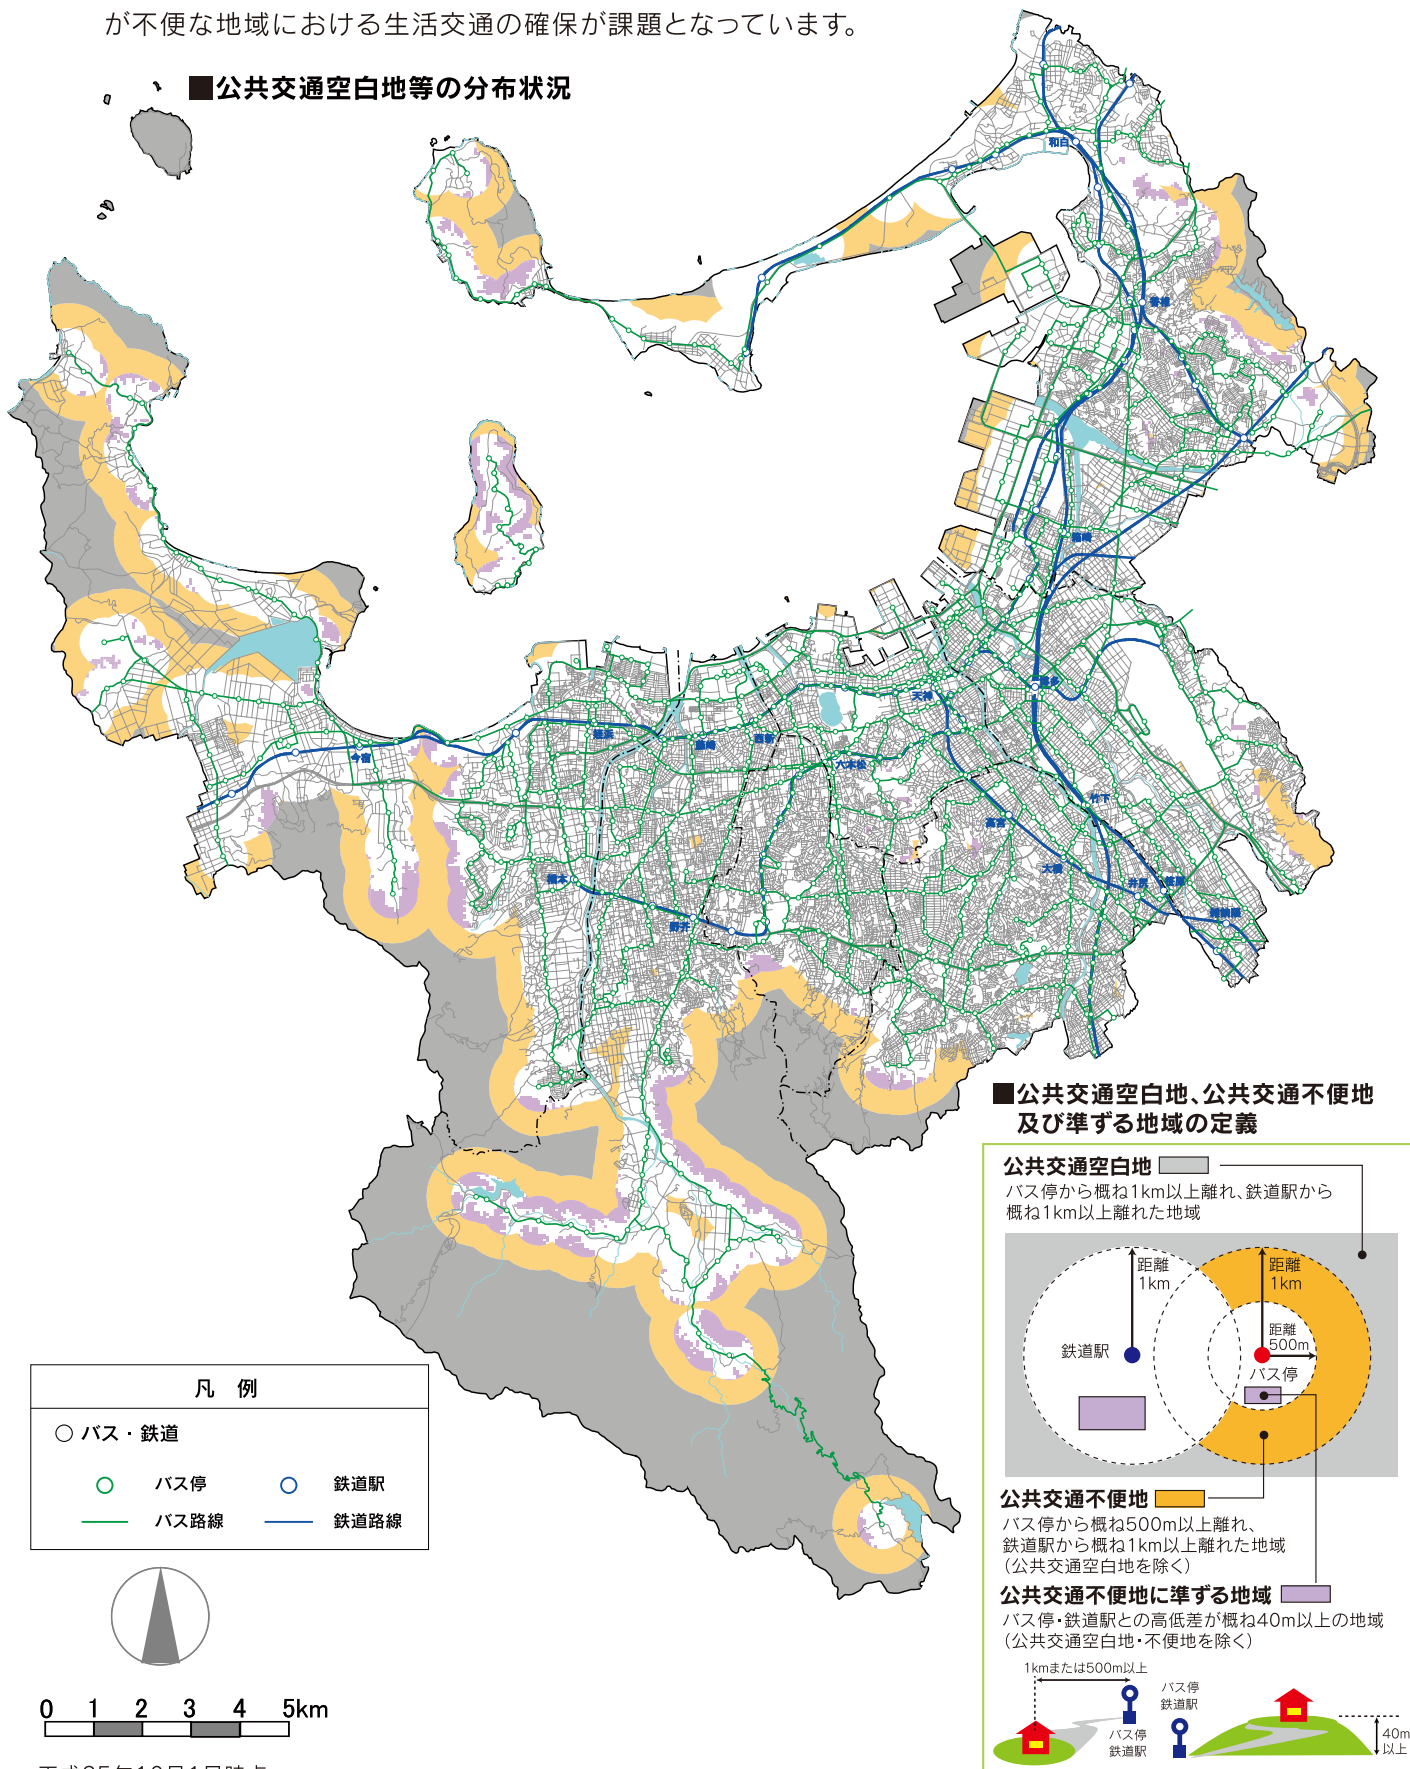 が不便な地域における生活交通の確保が課題となっています。
■公共交通空白地等の分布状況
和白
香椎
箱崎
博多
天神
姪浜
藤崎
西新
六本松
今宿
竹下
高宮
大橋
井尻
笹原
南福岡
橋本
野芥
■公共交通空白地、公共交通不便地
及び準ずる地域の定義
公共交通空白地
バス停から概ね1km以上離れ、鉄道駅から
概ね1km以上離れた地域
距離
1km
距離
1km
距離
500m
鉄道駅
バス停
公共交通不便地
バス停から概ね500m以上離れ、
鉄道駅から概ね1km以上離れた地域
（公共交通空白地を除く）
公共交通不便地に準ずる地域
バス停・鉄道駅との高低差が概ね40m以上の地域
（公共交通空白地・不便地を除く）
1kmまたは500m以上
バス停
鉄道駅
バス停
鉄道駅
40m
以上
凡 例
○ バス・鉄道
バス停
鉄道駅
バス路線
鉄道路線
0 1 2 3 4 5km